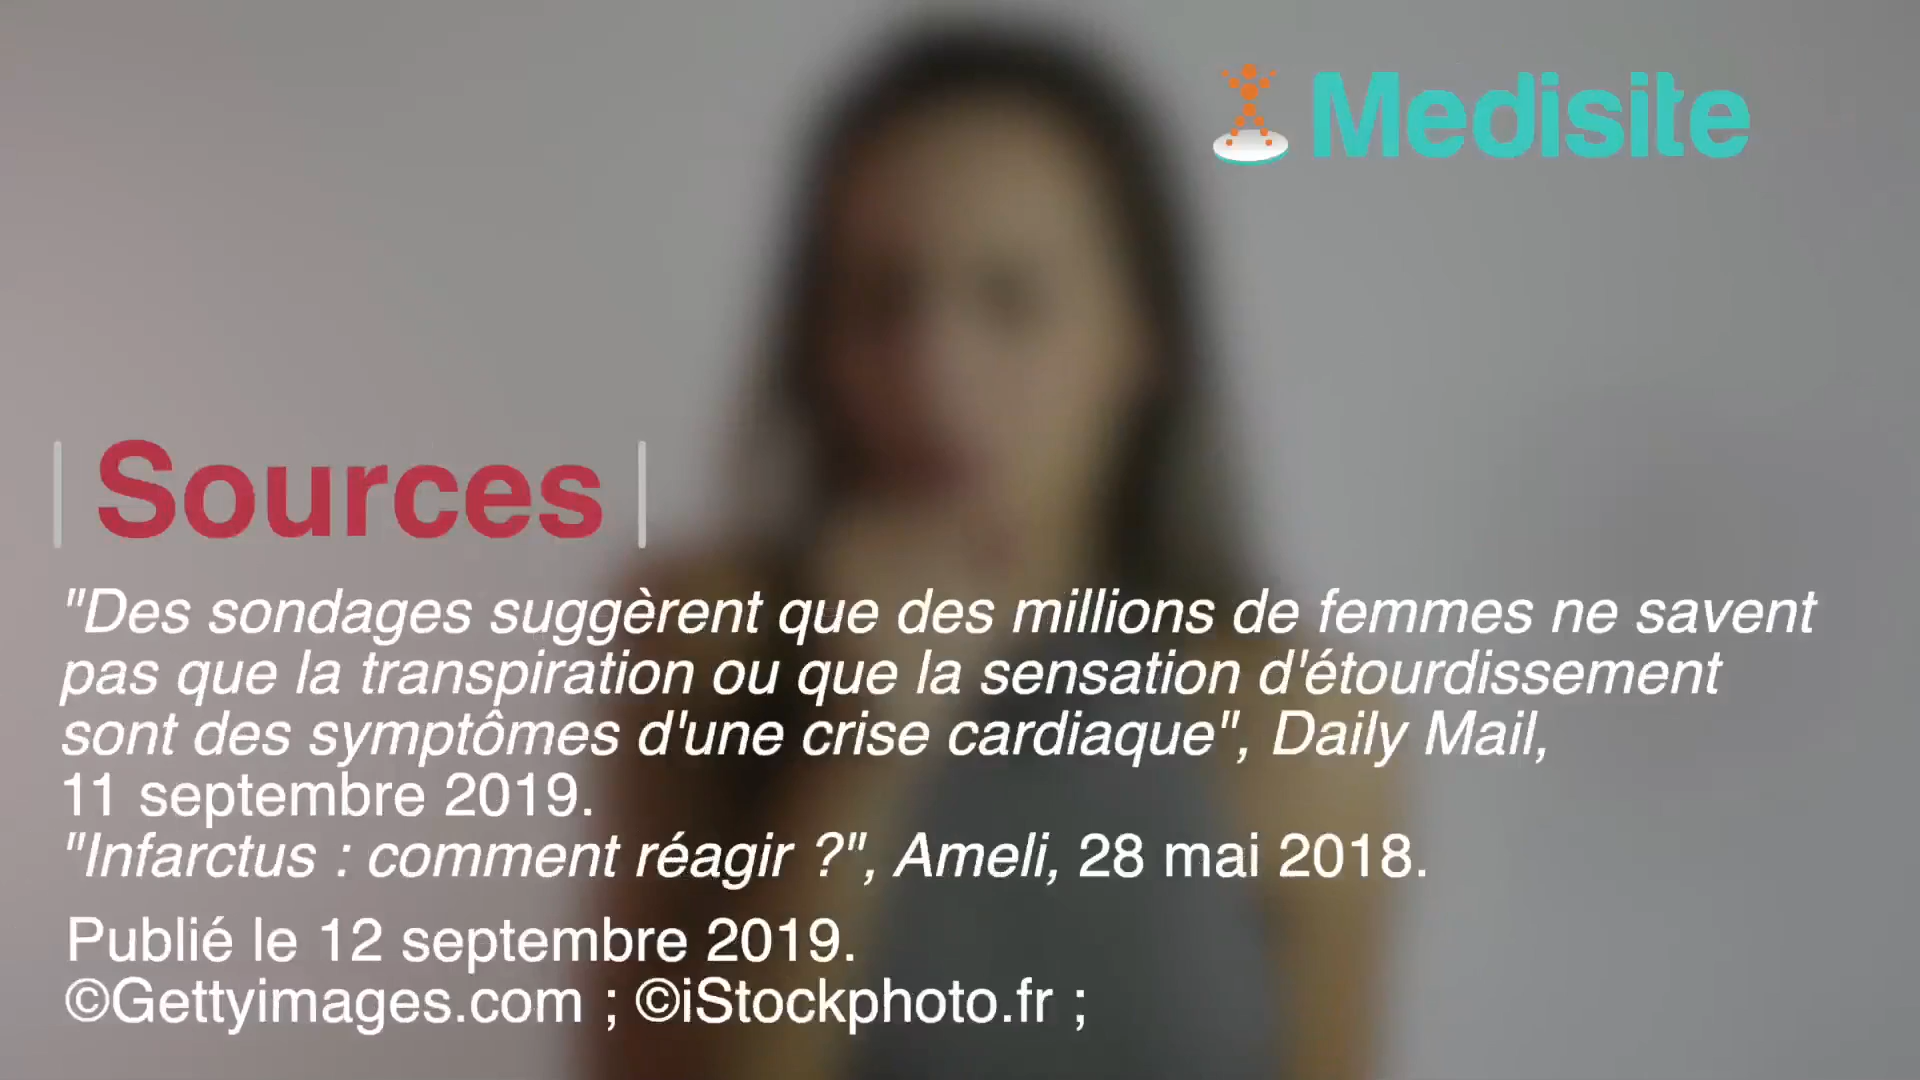 Medisite
Sources
"Des sondages suggèrent que des millions de femmes ne savent
pas que la transpiration ou que la sensation d'étourdissement
sont des symptômes d'une crise cardiaque", Daily Mail,
11 septembre 2019.
"Infarctus : comment réagir ?", Ameli, 28 mai 2018.
Publié le 12 septembre 2019.
©Gettyimages.com ; ©iStockphoto.fr ;